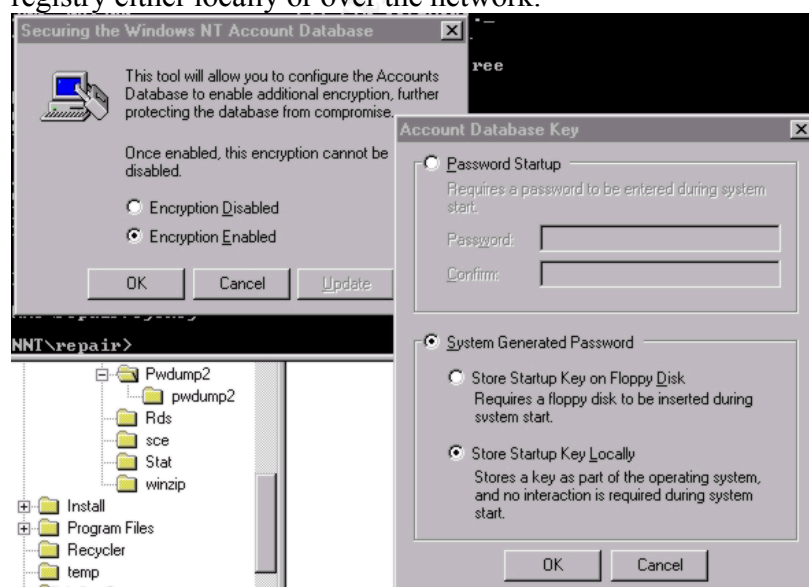 registry either locally or over the network.
Securing the Windows NT Account Database
ree
This tool will allow you to configure the Accounts
Database to enable additional encryption, further
protecting the database from compromise.
Once enabled, this encryption cannot be
disabled.
Encryption Disabled
Encryption Enabled
OK Cancel Update
NNT\repair>
Account Database Key
Password Startup
Requires a password to be entered during system
start.
Password:
Confirm:
System Generated Password
Store Startup Key on Floppy Disk
Requires a floppy disk to be inserted during
system start.
Store Startup Key Locally
Stores a key as part of the operating system,
and no interaction is required during system
start.
OK Cancel
Pwdump2
pwdump2
Rds
sce
Stat
winzip
Install
Program Files
Recycler
temp